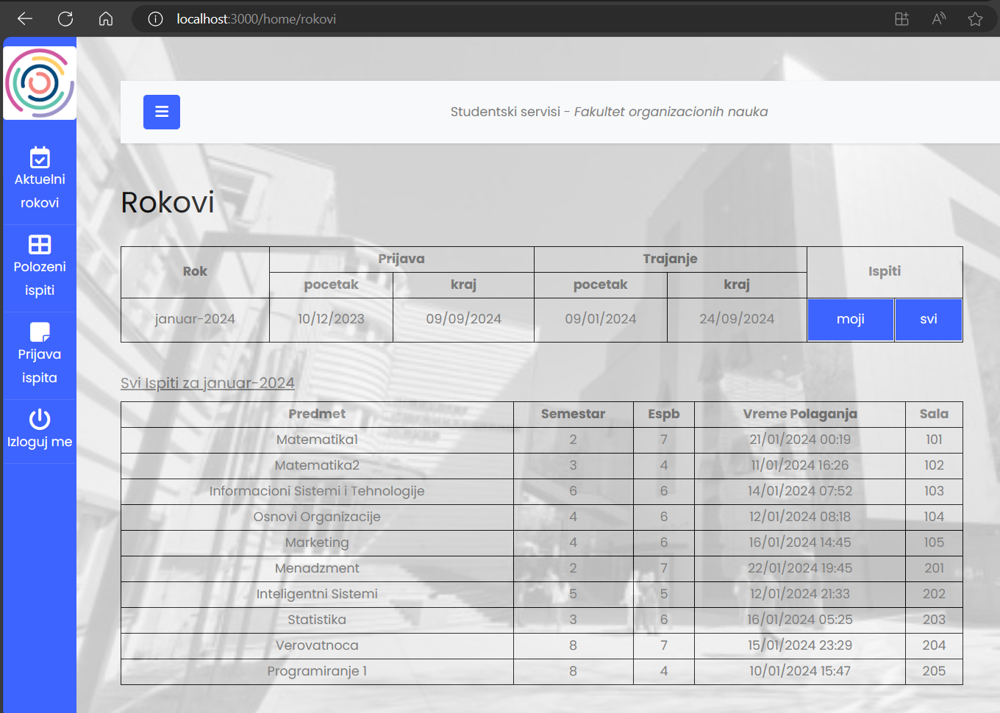 localhost:3000/home/rokovi
Studentski servisi - Fakultet organizacionih nauka
Aktuelni
rokovi
Polozeni
ispiti
Prijava
ispita
Izloguj me
Rokovi
Rok Prijava Trajanje Ispiti
pocetak kraj pocetak kraj
januar-2024 10/12/2023 09/09/2024 09/01/2024 24/09/2024 moji svi
Svi Ispiti za januar-2024
Predmet Semestar Espb Vreme Polaganja Sala
Matematika1 2 7 21/01/2024 00:19 101
Matematika2 3 4 11/01/2024 16:26 102
Informacioni Sistemi i Tehnologije 6 6 14/01/2024 07:52 103
Osnovi Organizacije 4 6 12/01/2024 08:18 104
Marketing 4 6 16/01/2024 14:45 105
Menadzment 2 7 22/01/2024 19:45 201
Inteligentni Sistemi 5 5 12/01/2024 21:33 202
Statistika 3 6 16/01/2024 05:25 203
Verovatnoca 8 7 15/01/2024 23:29 204
Programiranje 1 8 4 10/01/2024 15:47 205